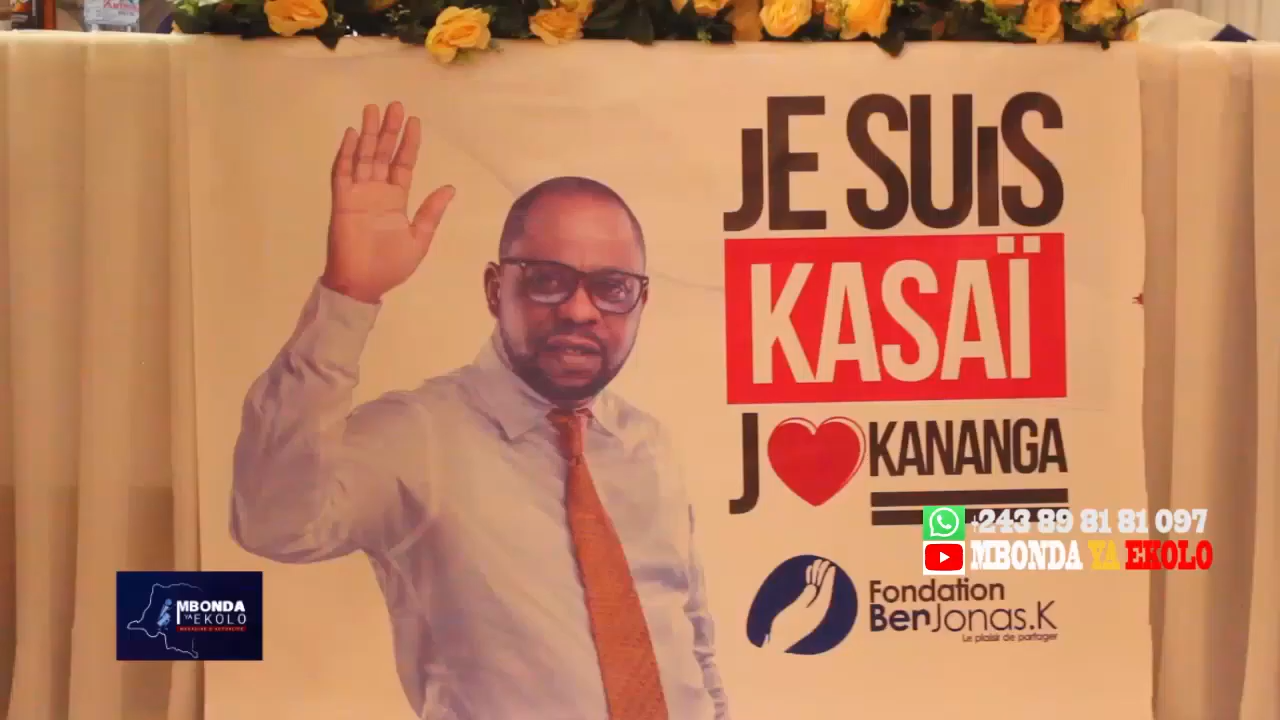 JE SUIS
KASAÏ
J KANANGA
+243 89 81 81 097
MBONDA YA EKOLO
Fondation
BenJonas.K
Le plaisir de partager
MBONDA
YA EKOLO